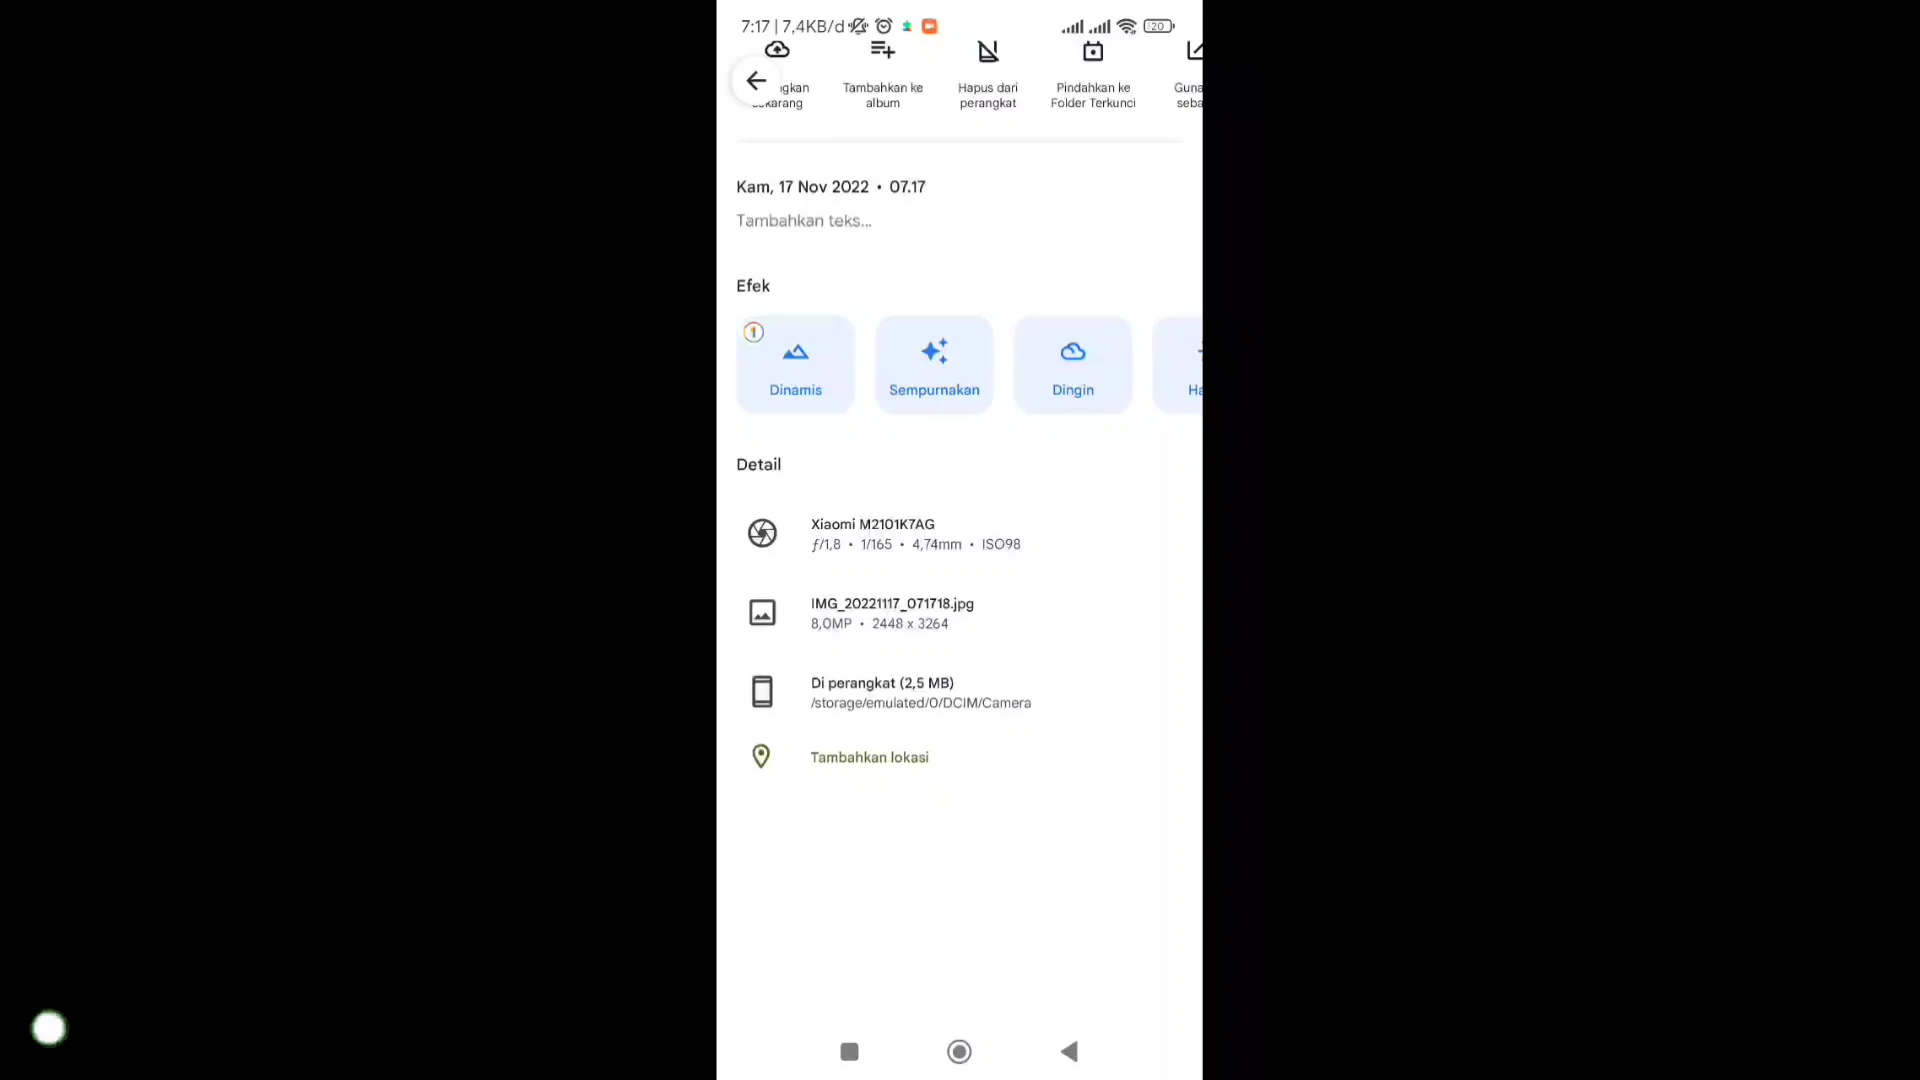 7:17 | 7,4KB/d
20
Tambahkan ke album
Hapus dari perangkat
Pindahkan ke Folder Terkunci
Kam, 17 Nov 2022 • 07.17
Tambahkan teks...
Efek
1
Dinamis
Sempurnakan
Dingin
Detail
Xiaomi M2101K7AG
ƒ/1,8 • 1/165 • 4,74mm • ISO98
IMG_20221117_071718.jpg
8,0MP • 2448 x 3264
Di perangkat (2,5 MB)
/storage/emulated/0/DCIM/Camera
Tambahkan lokasi